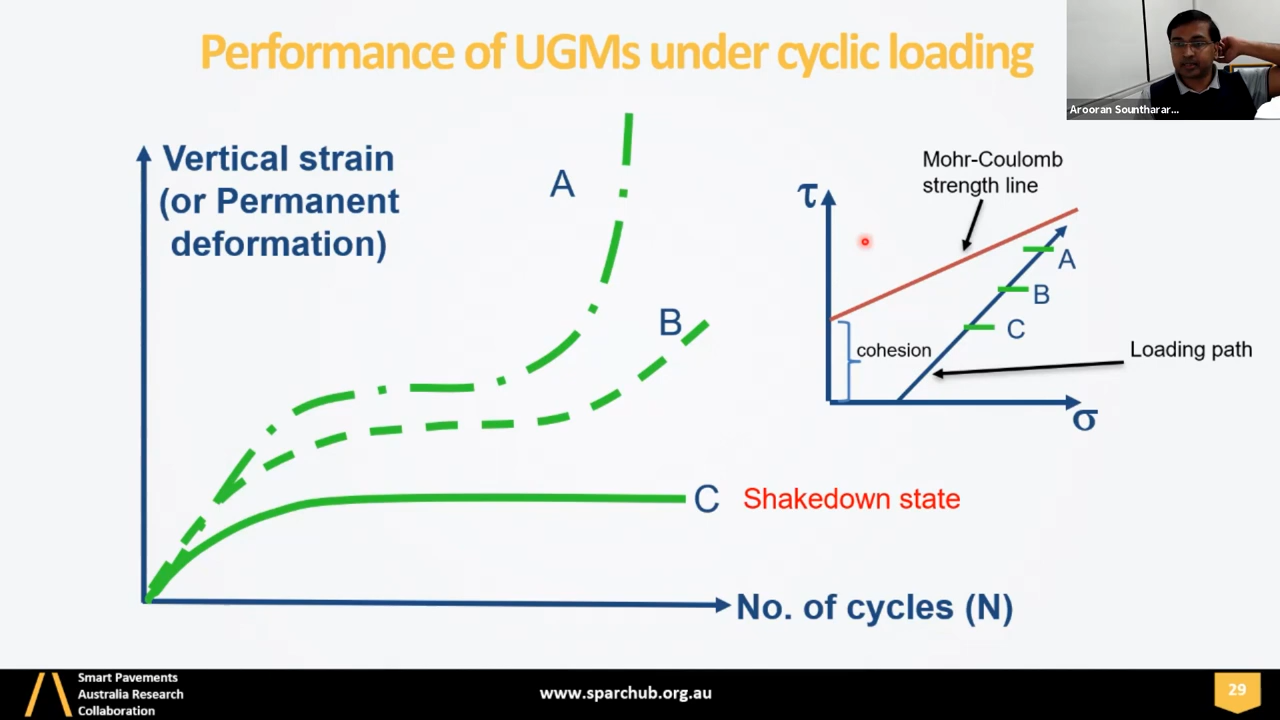 Performance of UGMs under cyclic loading
Arooran Sountharar...
Vertical strain
(or Permanent
deformation)
A
B
C
Shakedown state
No. of cycles (N)
Mohr-Coulomb
strength line
τ
A
B
C
cohesion
Loading path
σ
Smart Pavements
Australia Research
Collaboration
www.sparchub.org.au
29